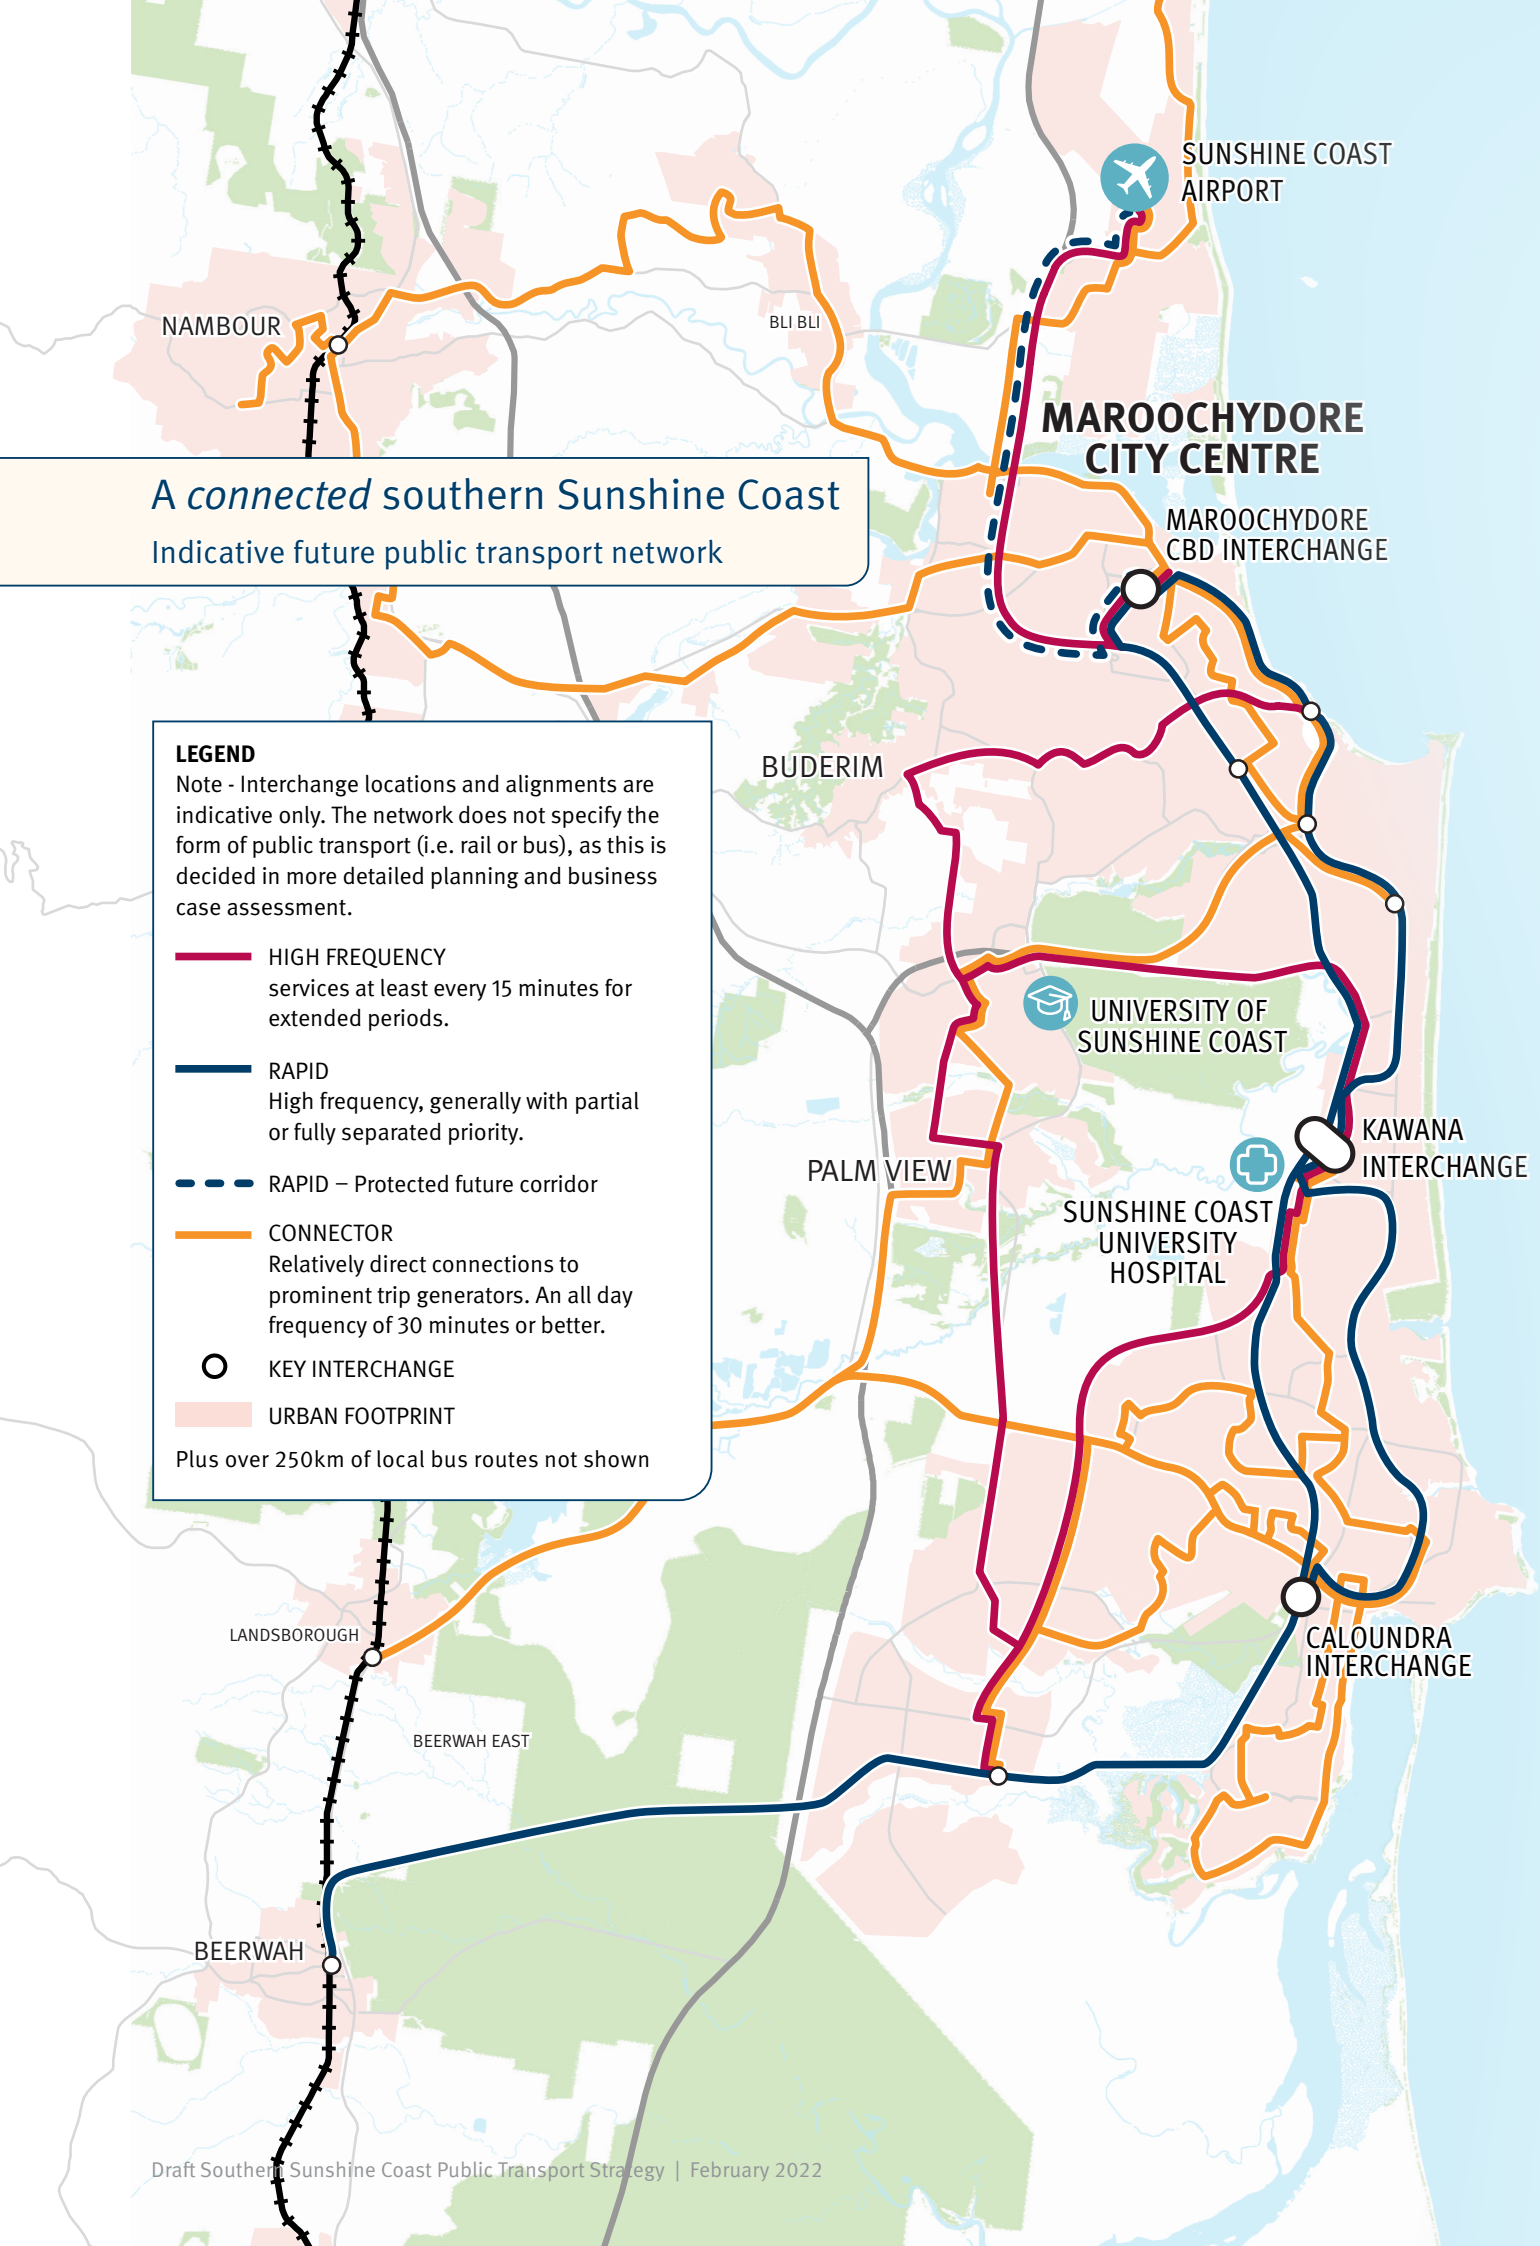 SUNSHINE COAST
AIRPORT
NAMBOUR
BLI BLI
MAROOCHYDORE
CITY CENTRE
A connected southern Sunshine Coast
Indicative future public transport network
MAROOCHYDORE
CBD INTERCHANGE
BUDERIM
LEGEND
Note - Interchange locations and alignments are
indicative only. The network does not specify the
form of public transport (i.e. rail or bus), as this is
decided in more detailed planning and business
case assessment.
HIGH FREQUENCY
services at least every 15 minutes for
extended periods.
RAPID
High frequency, generally with partial
or fully separated priority.
RAPID – Protected future corridor
CONNECTOR
Relatively direct connections to
prominent trip generators. An all day
frequency of 30 minutes or better.
KEY INTERCHANGE
URBAN FOOTPRINT
Plus over 250km of local bus routes not shown
UNIVERSITY OF
SUNSHINE COAST
KAWANA
INTERCHANGE
PALM VIEW
SUNSHINE COAST
UNIVERSITY
HOSPITAL
LANDSBOROUGH
CALOUNDRA
INTERCHANGE
BEERWAH EAST
BEERWAH
Draft Southern Sunshine Coast Public Transport Strategy | February 2022